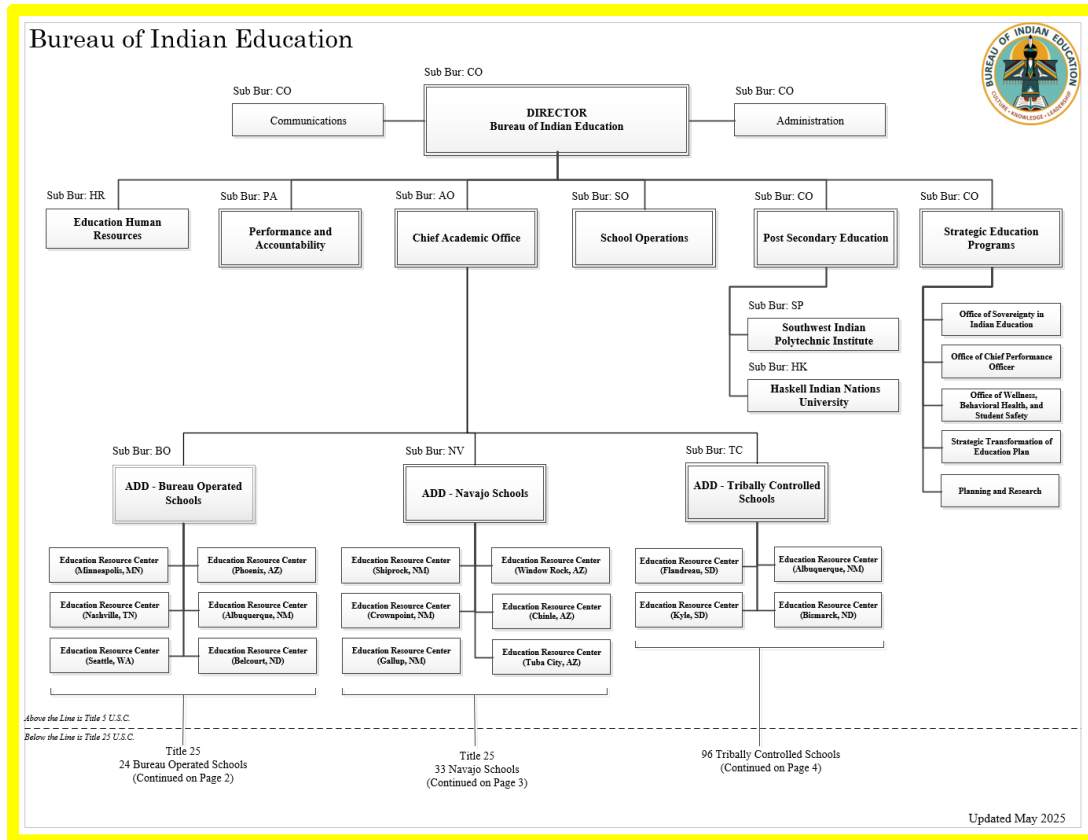 Bureau of Indian Education
BUREAU OF INDIAN EDUCATION
CULTURE • KNOWLEDGE • LEADERSHIP
Sub Bur: CO
DIRECTOR
Bureau of Indian Education
Sub Bur: CO
Communications
Sub Bur: CO
Administration
Sub Bur: HR
Education Human
Resources
Sub Bur: PA
Performance and
Accountability
Sub Bur: AO
Chief Academic Office
Sub Bur: SO
School Operations
Sub Bur: CO
Post Secondary Education
Sub Bur: CO
Strategic Education
Programs
Sub Bur: SP
Southwest Indian
Polytechnic Institute
Sub Bur: HK
Haskell Indian Nations
University
Office of Sovereignty in
Indian Education
Office of Chief Performance
Officer
Office of Wellness,
Behavioral Health, and
Student Safety
Strategic Transformation of
Education Plan
Planning and Research
Sub Bur: BO
ADD - Bureau Operated
Schools
Sub Bur: NV
ADD - Navajo Schools
Sub Bur: TC
ADD - Tribally Controlled
Schools
Education Resource Center
(Minneapolis, MN)
Education Resource Center
(Phoenix, AZ)
Education Resource Center
(Nashville, TN)
Education Resource Center
(Albuquerque, NM)
Education Resource Center
(Seattle, WA)
Education Resource Center
(Belcourt, ND)
Education Resource Center
(Shiprock, NM)
Education Resource Center
(Window Rock, AZ)
Education Resource Center
(Crownpoint, NM)
Education Resource Center
(Chinle, AZ)
Education Resource Center
(Gallup, NM)
Education Resource Center
(Tuba City, AZ)
Education Resource Center
(Flandreau, SD)
Education Resource Center
(Albuquerque, NM)
Education Resource Center
(Kyle, SD)
Education Resource Center
(Bismarck, ND)
Above the Line is Title 5 U.S.C.
Below the Line is Title 25 U.S.C.
Title 25
24 Bureau Operated Schools
(Continued on Page 2)
Title 25
33 Navajo Schools
(Continued on Page 3)
96 Tribally Controlled Schools
(Continued on Page 4)
Updated May 2025